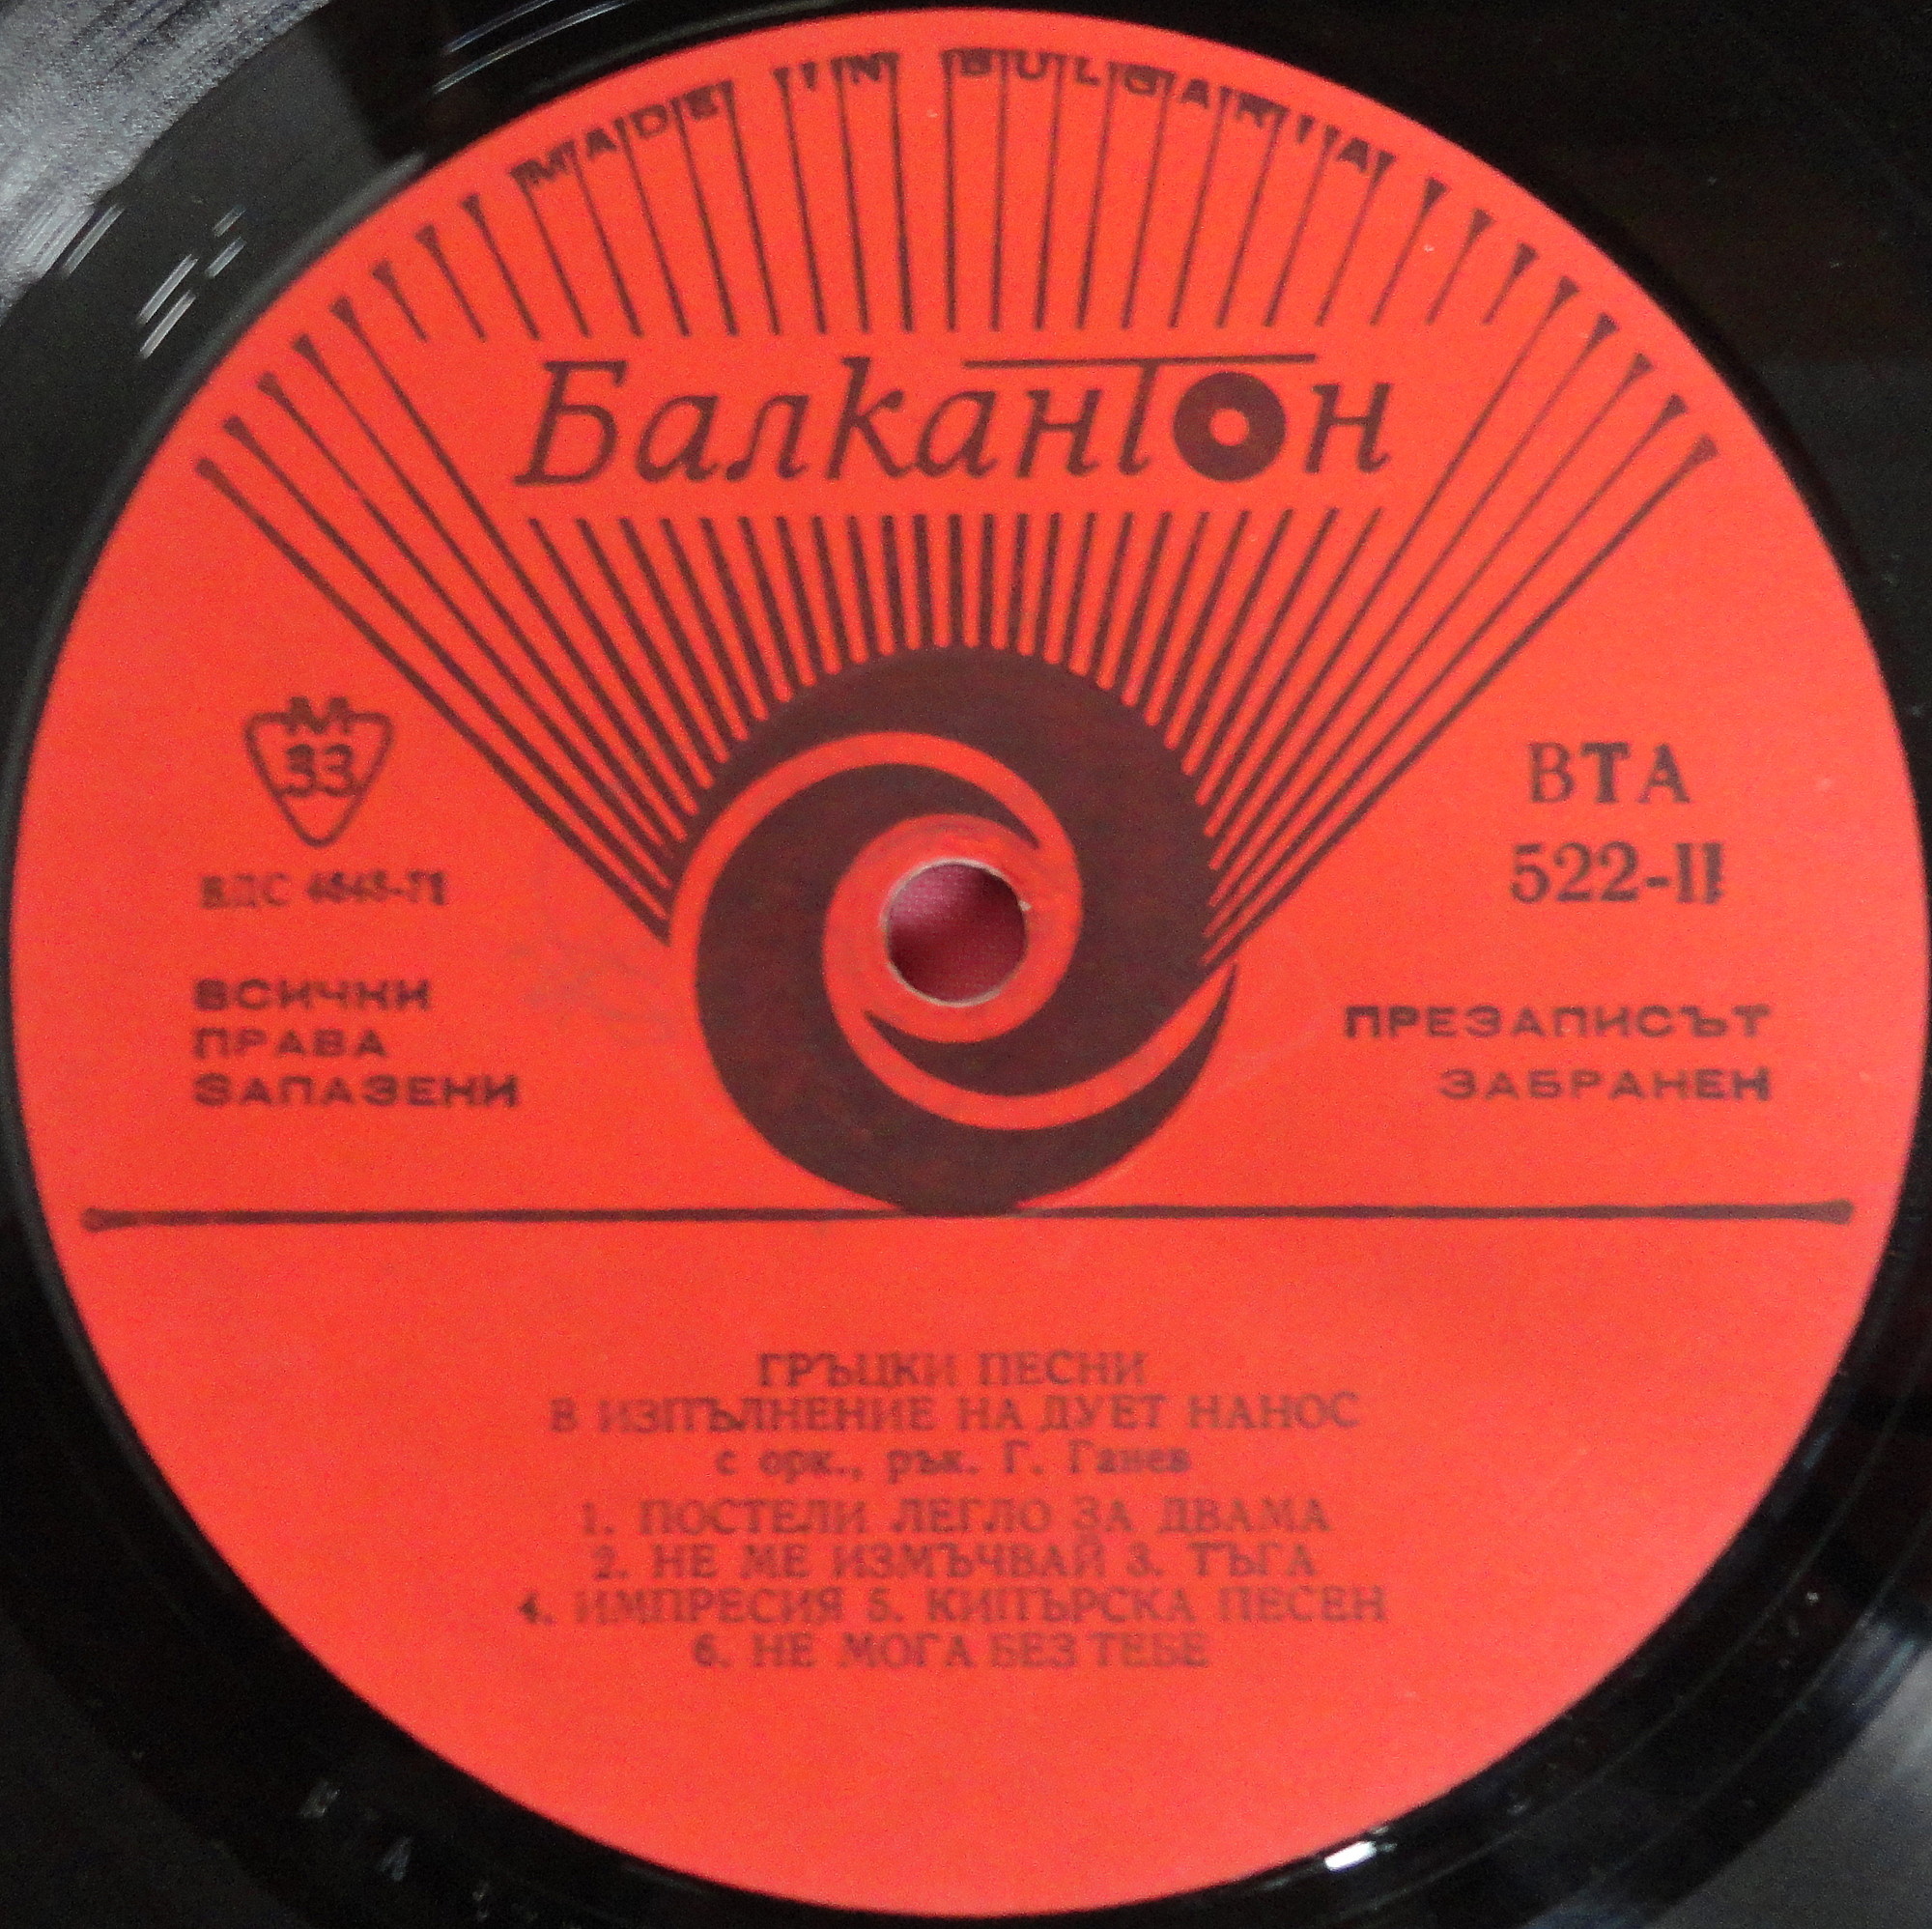 MADE IN BULGARIA
Балкантон
М
33
БДС 4645-71
ВСИЧКИ
ПРАВА
ЗАПАЗЕНИ
ВТА
522-II
ПРЕЗАПИСЪТ
ЗАБРАНЕН
ГРЪЦКИ ПЕСНИ
В ИЗПЪЛНЕНИЕ НА ДУЕТ НАНОС
с орк., рък. Г. Ганев
1. ПОСТЕЛИ ЛЕГЛО ЗА ДВАМА
2. НЕ МЕ ИЗМЪЧВАЙ 3. ТЪГА
4. ИМПРЕСИЯ 5. КИПЪРСКА ПЕСЕН
6. НЕ МОГА БЕЗ ТЕБЕ